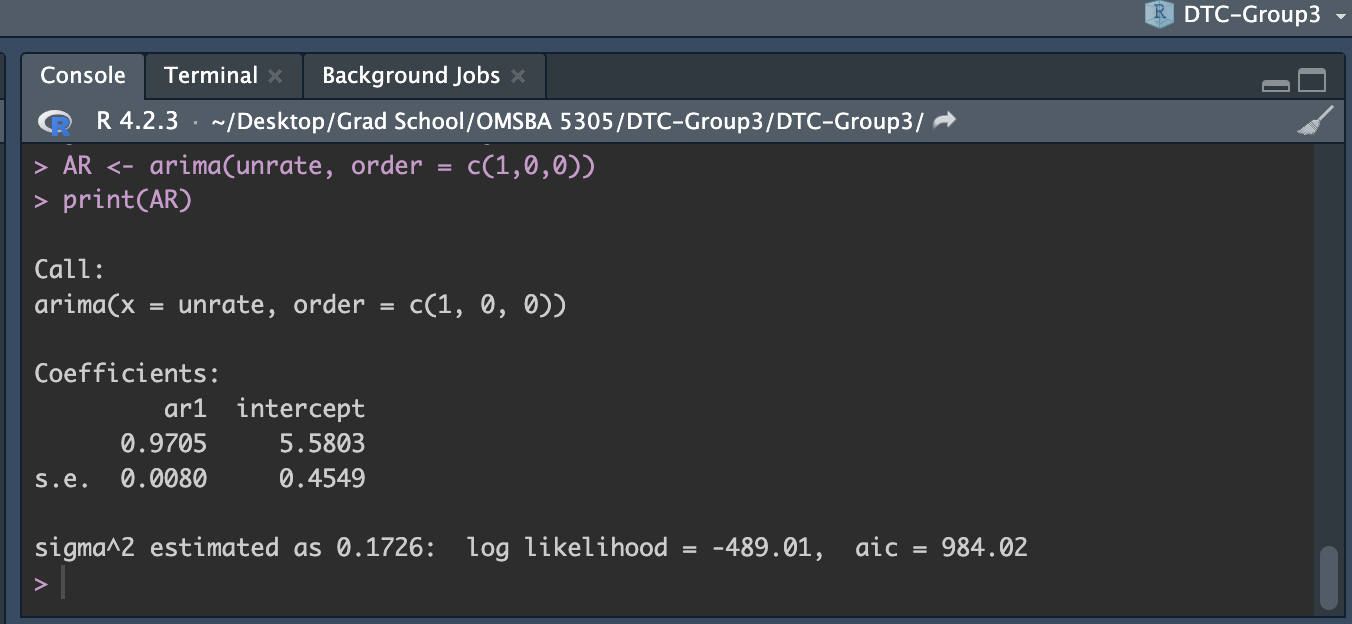 DTC-Group3
Console Terminal Background Jobs
R 4.2.3 · ~/Desktop/Grad School/OMSBA 5305/DTC-Group3/DTC-Group3/
> AR <- arima(unrate, order = c(1,0,0))
> print(AR)
Call:
arima(x = unrate, order = c(1, 0, 0))
Coefficients:
ar1 intercept
0.9705 5.5803
s.e. 0.0080 0.4549
sigma^2 estimated as 0.1726: log likelihood = -489.01, aic = 984.02
>